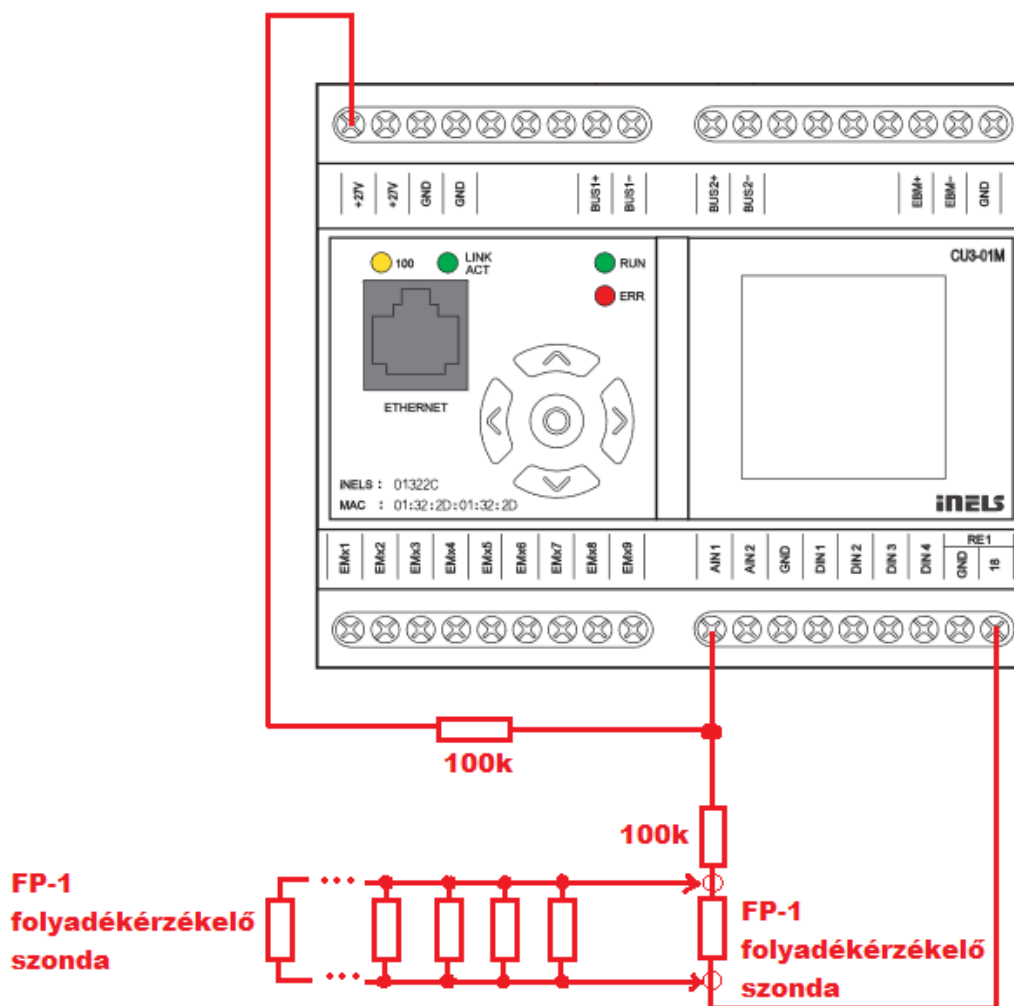 +27V
+27V
GND
GND
BUS1+
BUS1−
BUS2+
BUS2−
EBM+
EBM−
GND
100
LINK
ACT
RUN
ERR
CU3-01M
ETHERNET
iNELS : 01322C
MAC : 01:32:2D:01:32:2D
iNELS
EMx1
EMx2
EMx3
EMx4
EMx5
EMx6
EMx7
EMx8
EMx9
AIN 1
AIN 2
GND
DIN 1
DIN 2
DIN 3
DIN 4
RE1
GND
18
100k
100k
FP-1
folyadékérzékelő
szonda
FP-1
folyadékérzékelő
szonda